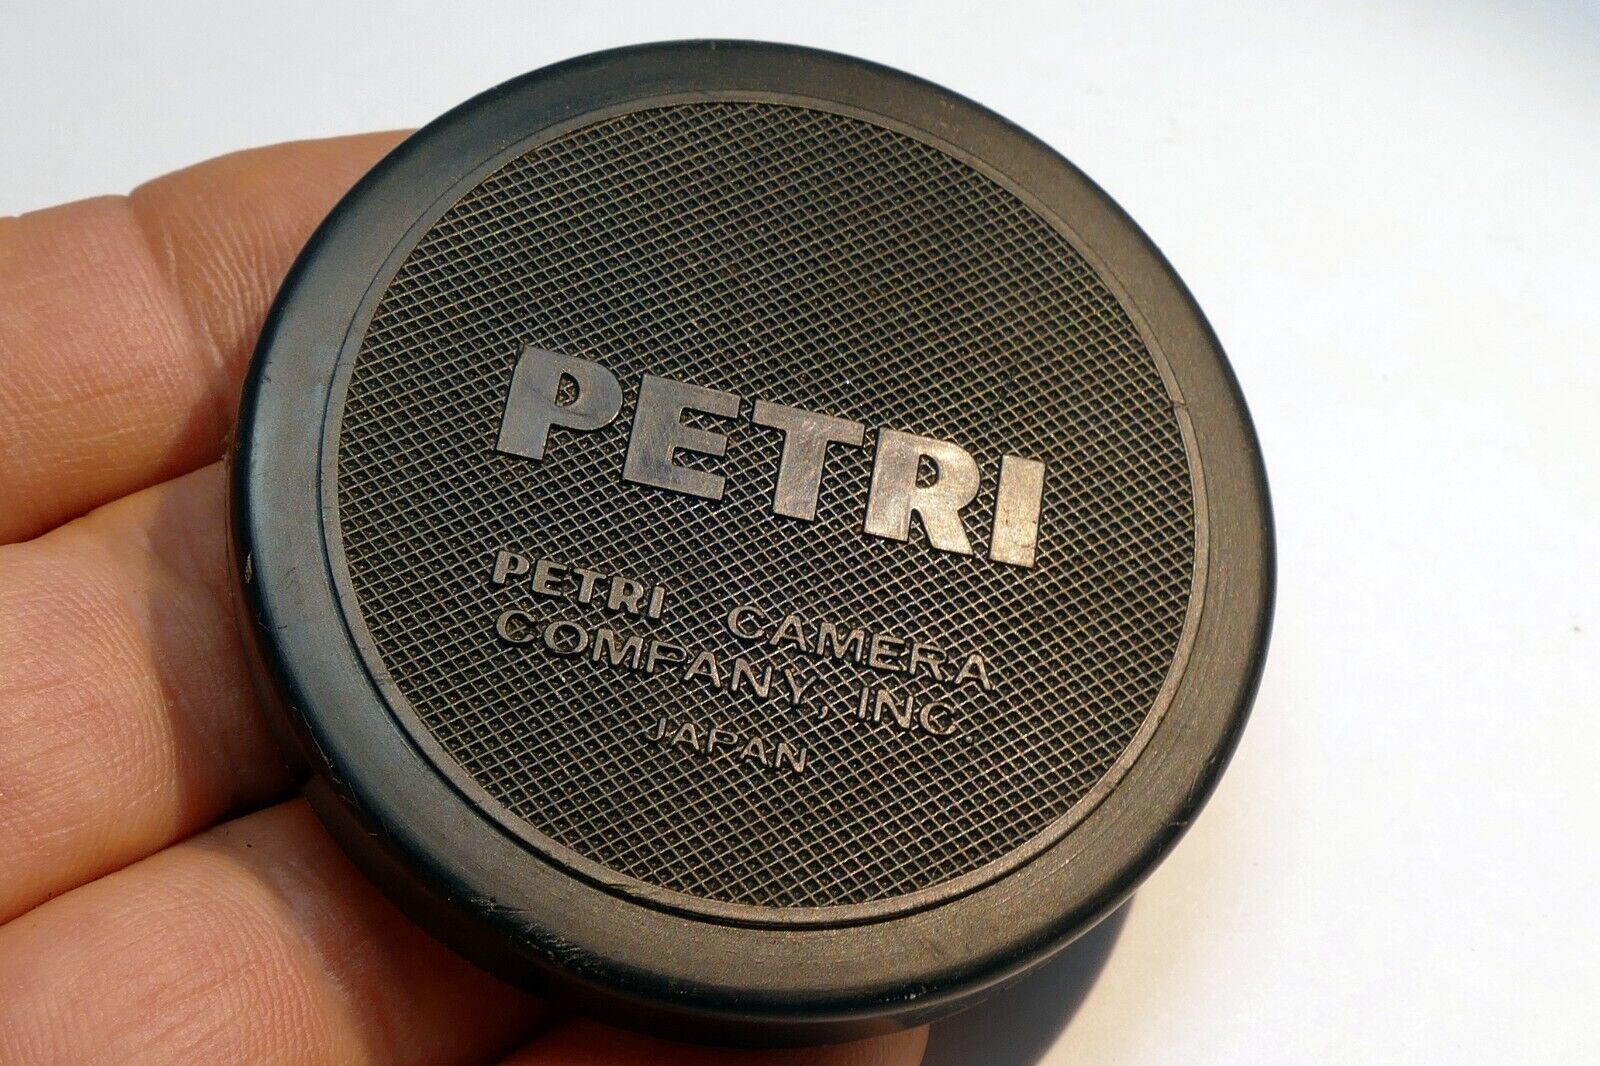 PETRI
PETRI CAMERA
COMPANY, INC.
JAPAN